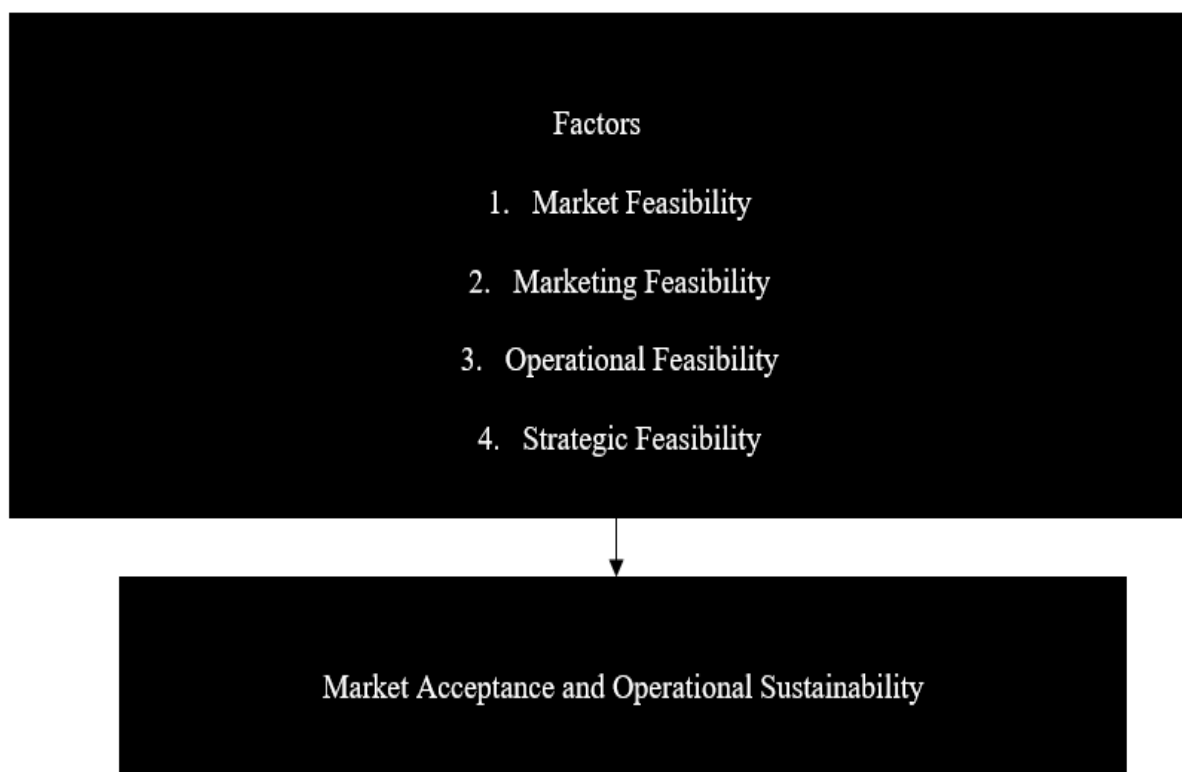 Factors
1. Market Feasibility
2. Marketing Feasibility
3. Operational Feasibility
4. Strategic Feasibility
Market Acceptance and Operational Sustainability